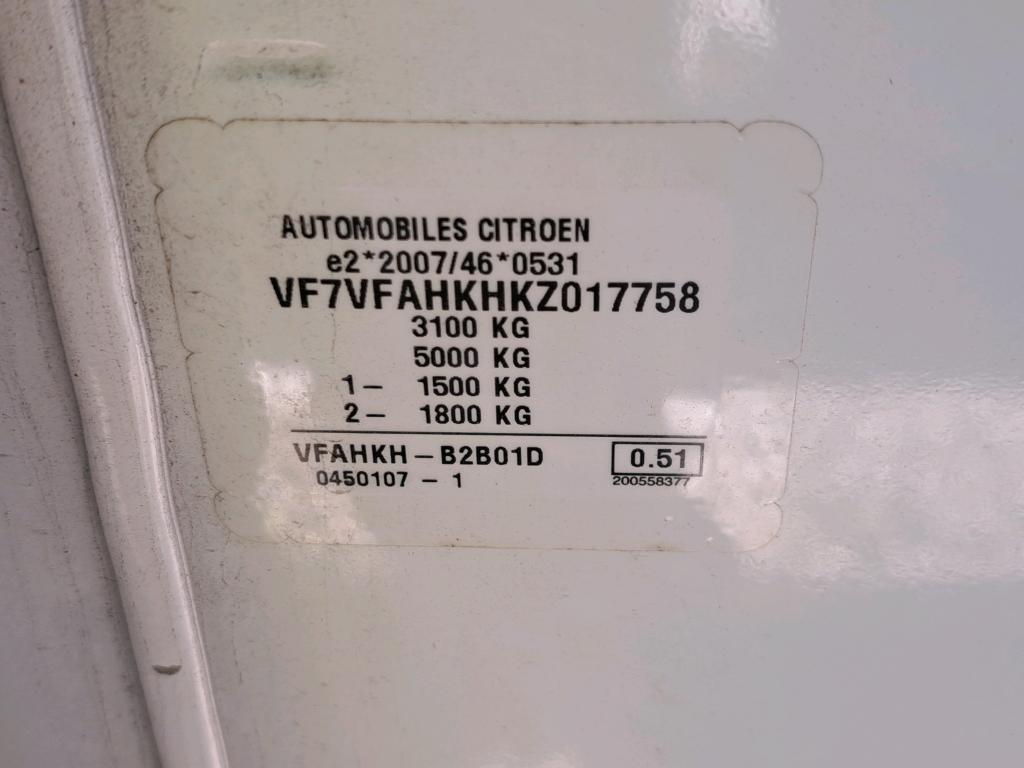 AUTOMOBILES CITROEN
e2*2007/46*0531
VF7VFAHKHKZ017758
3100 KG
5000 KG
1- 1500 KG
2- 1800 KG
VFAHKH-B2B01D 0.51
0450107 - 1 200558377